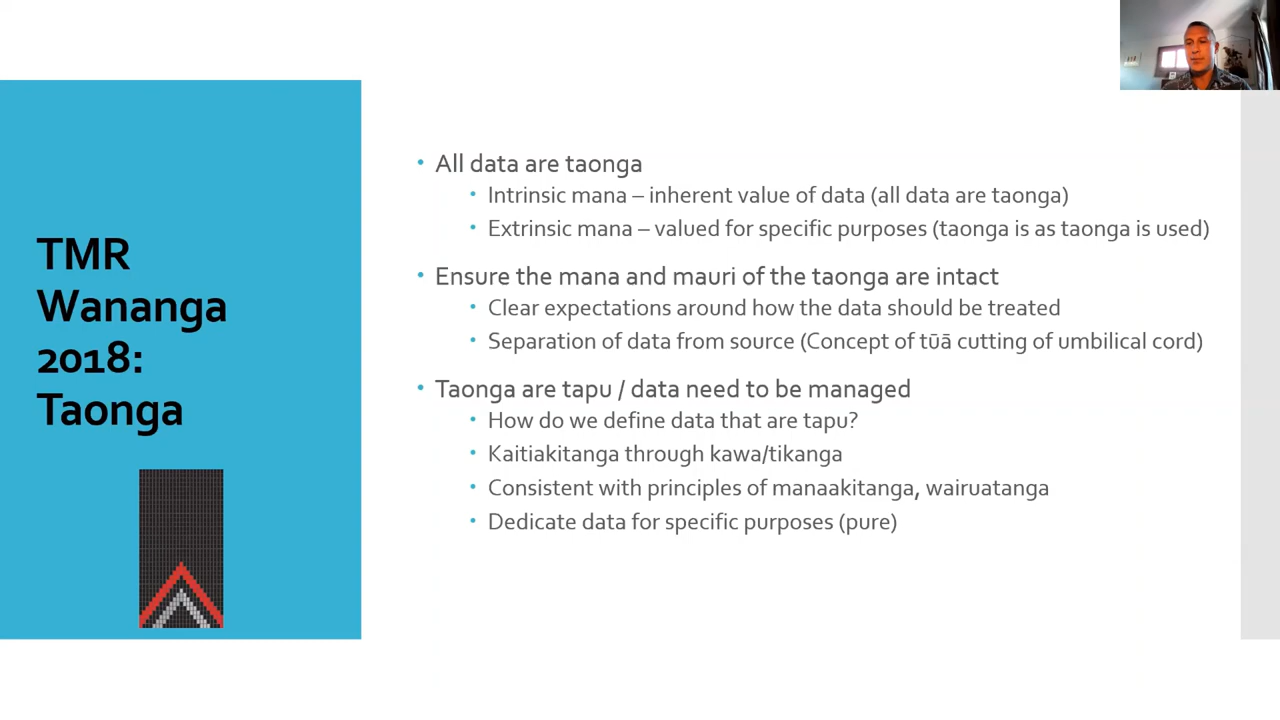 TMR
Wananga
2018:
Taonga
• All data are taonga
• Intrinsic mana – inherent value of data (all data are taonga)
• Extrinsic mana – valued for specific purposes (taonga is as taonga is used)
• Ensure the mana and mauri of the taonga are intact
• Clear expectations around how the data should be treated
• Separation of data from source (Concept of tūā cutting of umbilical cord)
• Taonga are tapu / data need to be managed
• How do we define data that are tapu?
• Kaitiakitanga through kawa/tikanga
• Consistent with principles of manaakitanga, wairuatanga
• Dedicate data for specific purposes (pure)